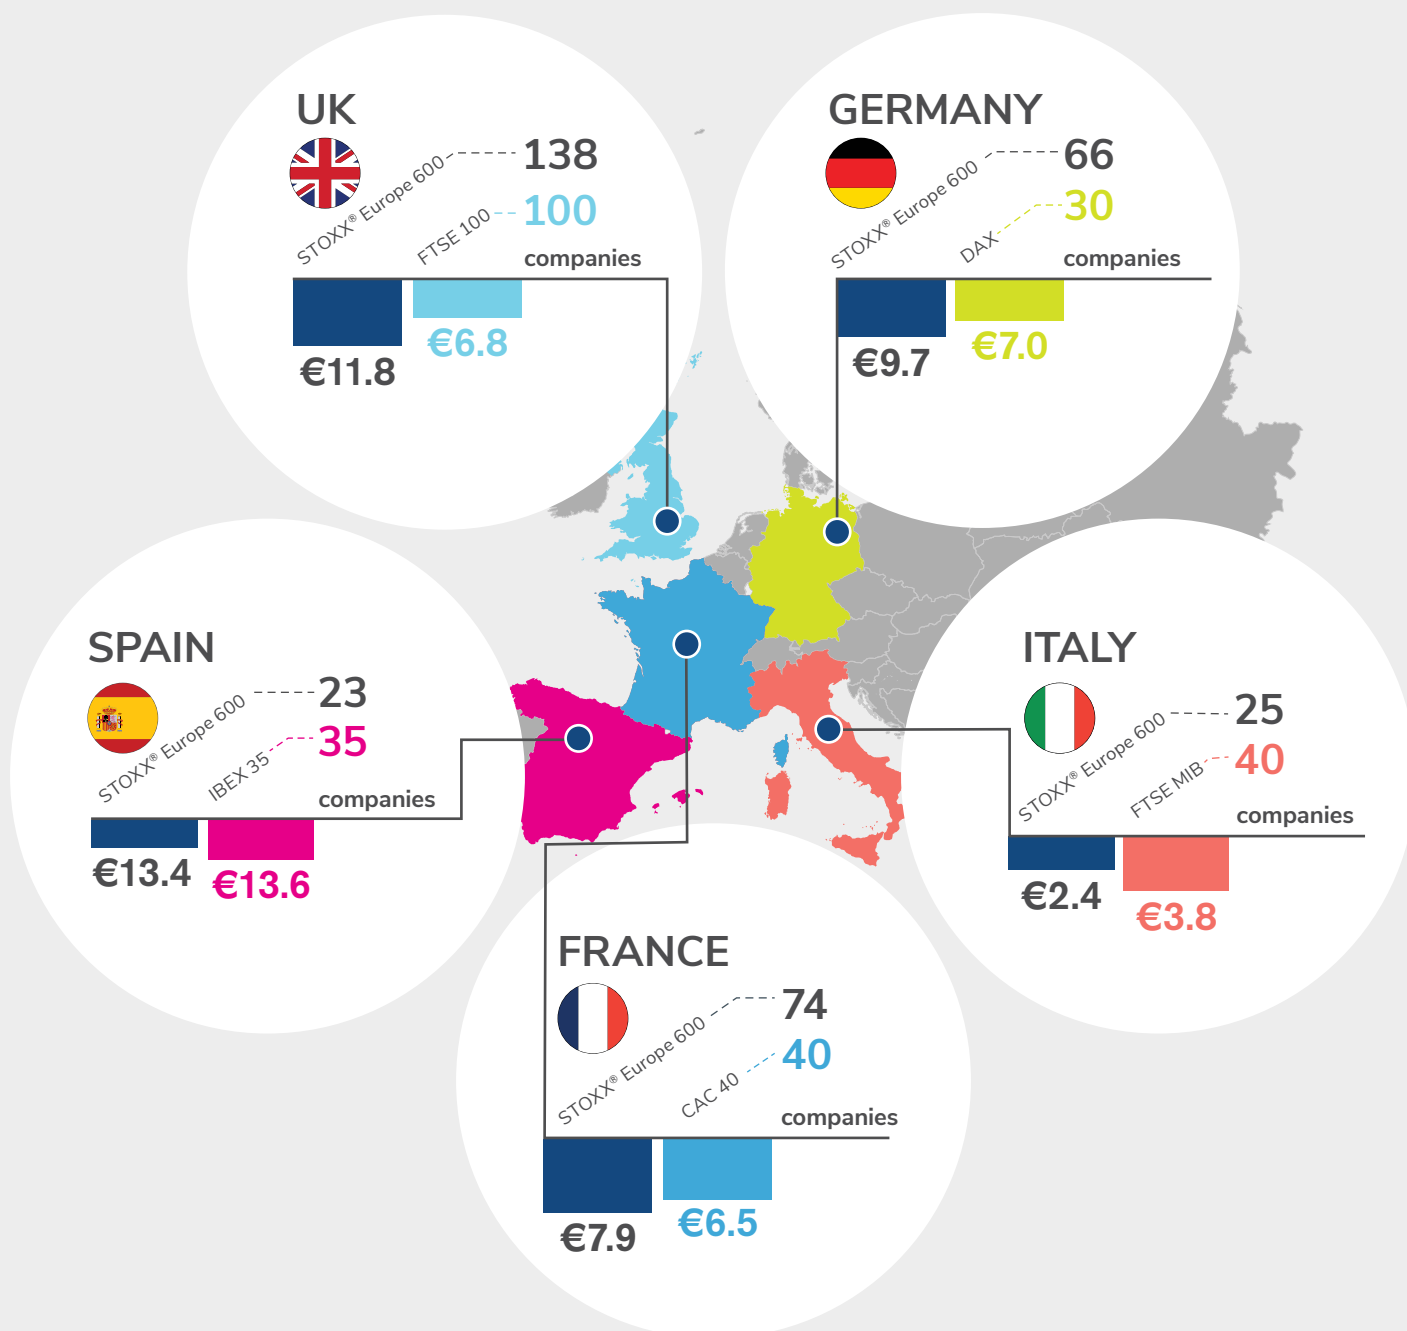 UK
STOXX® Europe 600
138
FTSE 100
100
companies
€11.8
€6.8
GERMANY
STOXX® Europe 600
66
DAX
30
companies
€9.7
€7.0
SPAIN
STOXX® Europe 600
23
IBEX 35
35
companies
€13.4
€13.6
ITALY
STOXX® Europe 600
25
FTSE MIB
40
companies
€2.4
€3.8
FRANCE
STOXX® Europe 600
74
CAC 40
40
companies
€7.9
€6.5